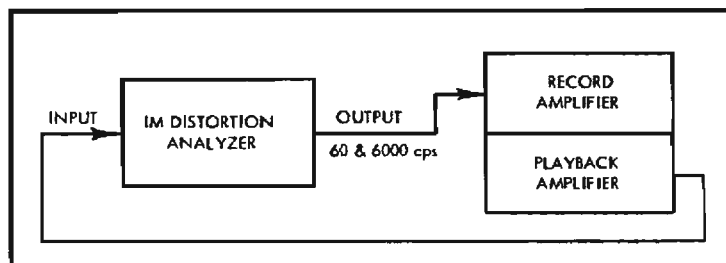 INPUT
IM DISTORTION
ANALYZER
OUTPUT
60 & 6000 cps
RECORD
AMPLIFIER
PLAYBACK
AMPLIFIER